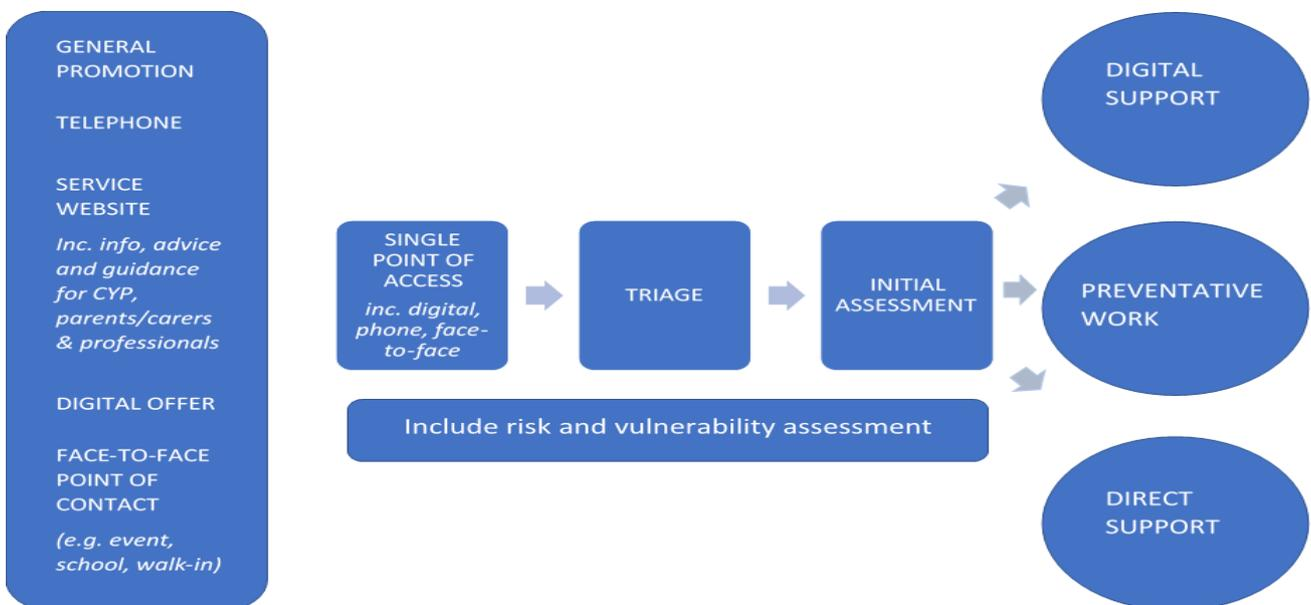 GENERAL
PROMOTION
TELEPHONE
SERVICE
WEBSITE
Inc. info, advice
and guidance
for CYP,
parents/carers
& professionals
DIGITAL OFFER
FACE-TO-FACE
POINT OF
CONTACT
(e.g. event,
school, walk-in)
SINGLE
POINT OF
ACCESS
inc. digital,
phone, face-
to-face
TRIAGE
INITIAL
ASSESSMENT
Include risk and vulnerability assessment
DIGITAL
SUPPORT
PREVENTATIVE
WORK
DIRECT
SUPPORT